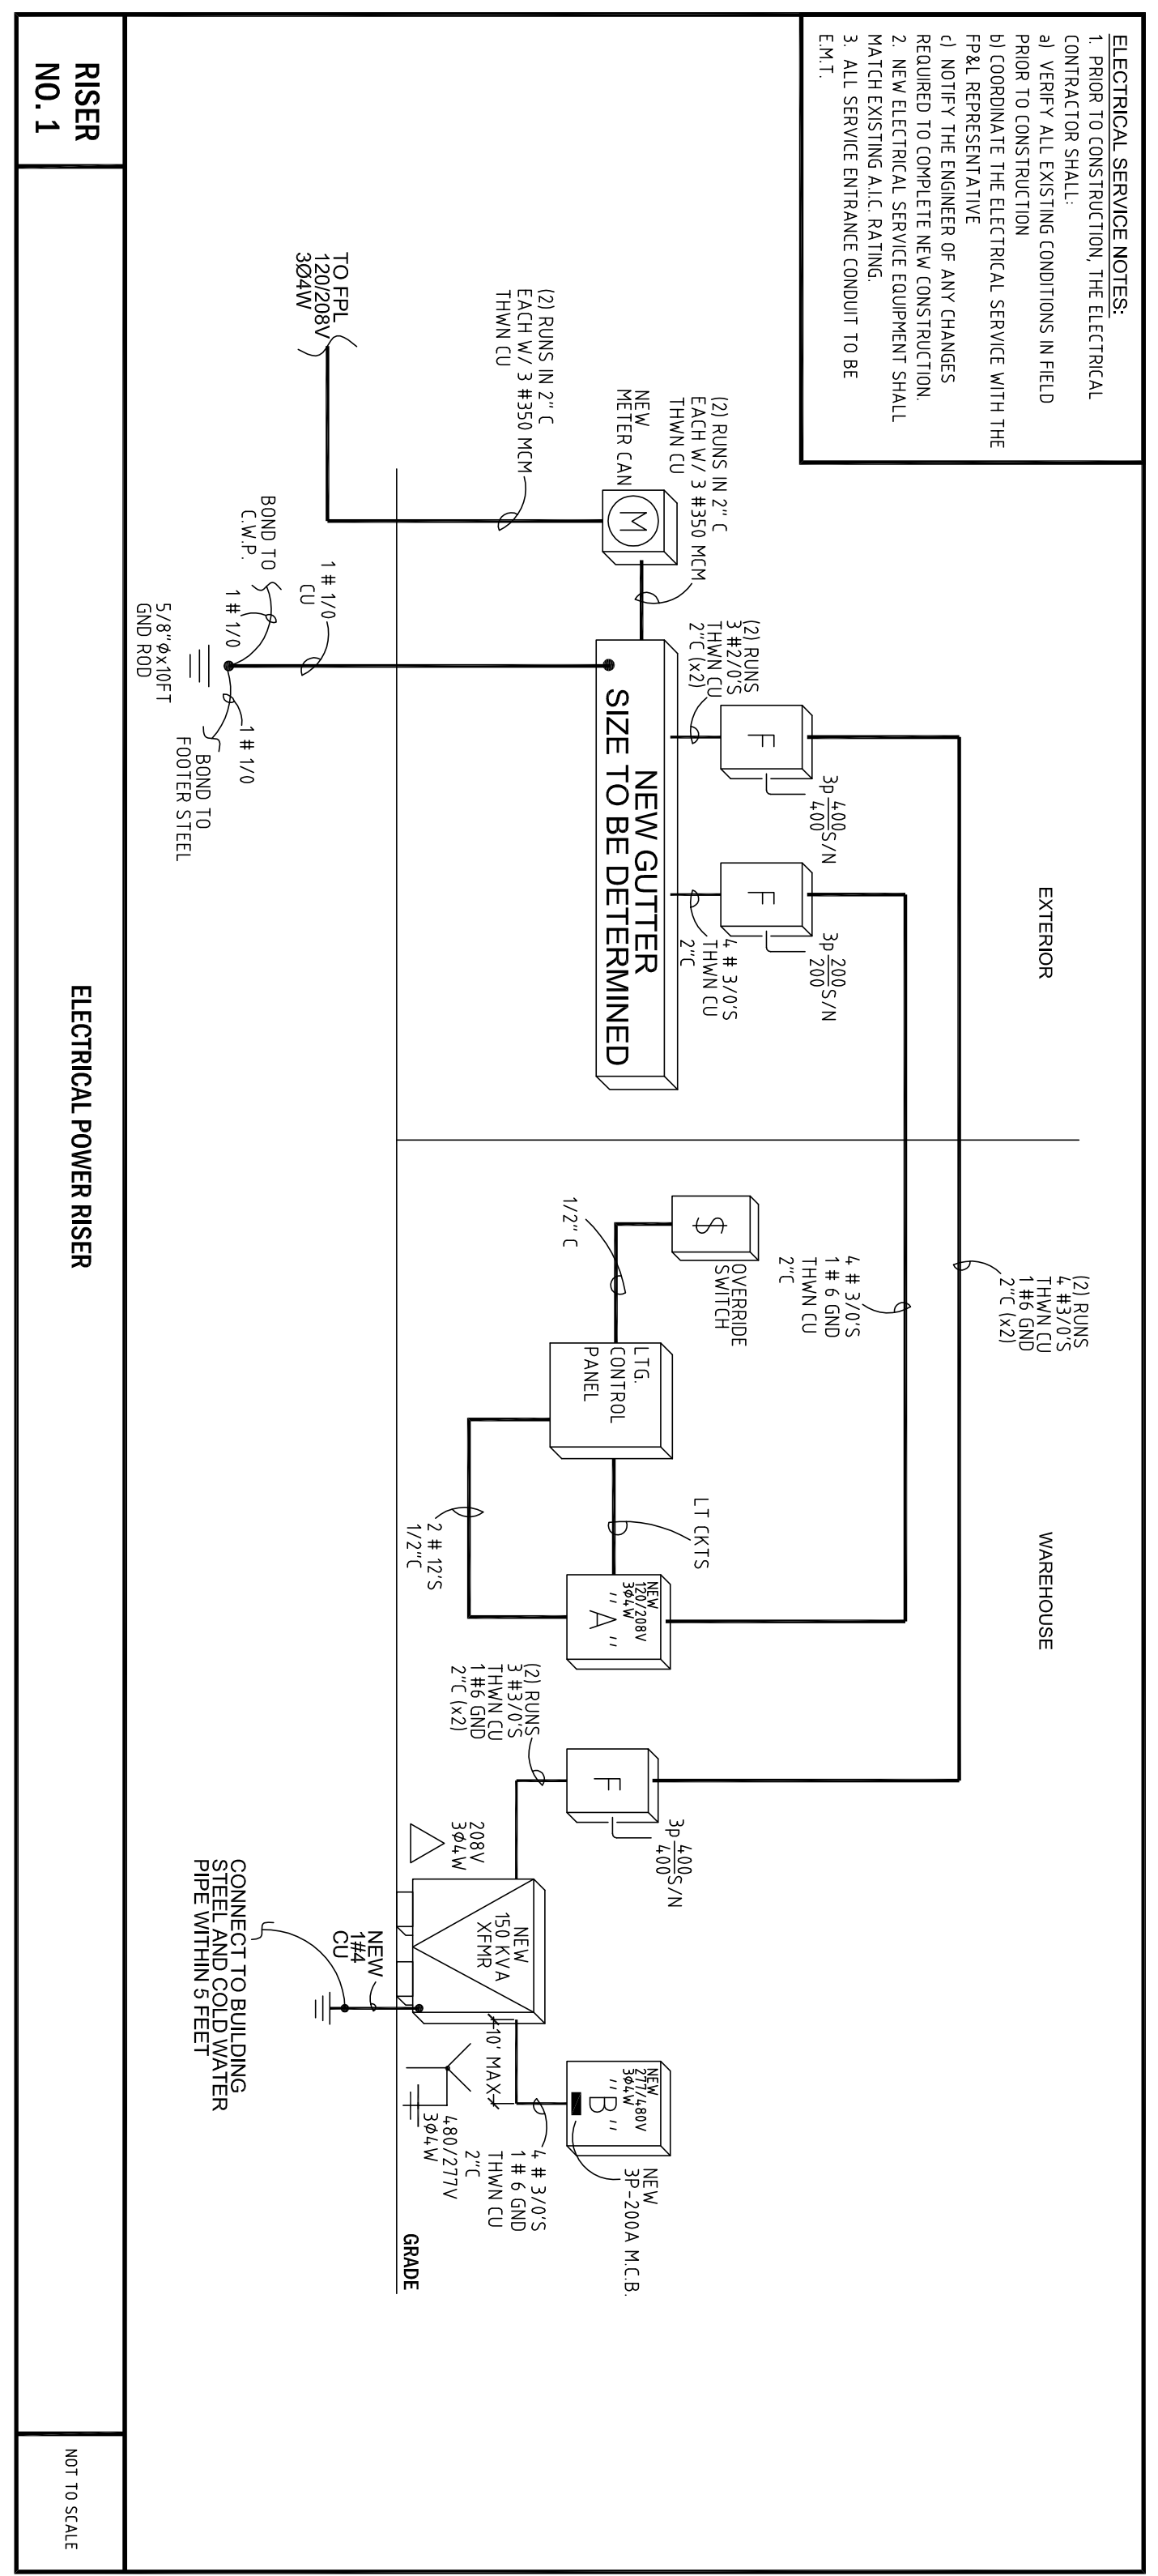 ELECTRICAL SERVICE NOTES:
1. PRIOR TO CONSTRUCTION, THE ELECTRICAL
CONTRACTOR SHALL:
a) VERIFY ALL EXISTING CONDITIONS IN FIELD
PRIOR TO CONSTRUCTION
b) COORDINATE THE ELECTRICAL SERVICE WITH THE
FP&L REPRESENTATIVE
c) NOTIFY THE ENGINEER OF ANY CHANGES
REQUIRED TO COMPLETE NEW CONSTRUCTION.
2. NEW ELECTRICAL SERVICE EQUIPMENT SHALL
MATCH EXISTING A.I.C. RATING.
3. ALL SERVICE ENTRANCE CONDUIT TO BE
E.M.T.
EXTERIOR
WAREHOUSE
(2) RUNS
4 #3/0'S
THWN CU
1 #6 GND
2"C (x2)
4 # 3/0'S
1 # 6 GND
THWN CU
2"C
(2) RUNS IN 2" C
EACH W/ 3 #350 MCM
THWN CU
(2) RUNS
3 #2/0'S
THWN CU
2"C (x2)
F
3p 400
400 S/N
F
3p 200
200 S/N
4 # 3/0'S
THWN CU
2"C
NEW
METER CAN
M
NEW GUTTER
SIZE TO BE DETERMINED
(2) RUNS IN 2" C
EACH W/ 3 #350 MCM
THWN CU
TO FPL
120/208V
3Ø4W
1 # 1/0
CU
BOND TO
C.W.P.
1 # 1/0
1 # 1/0
BOND TO
FOOTER STEEL
5/8"ϕx10FT
GND ROD
$
OVERRIDE
SWITCH
1/2" C
LTG.
CONTROL
PANEL
LT CKTS
2 # 12'S
1/2"C
NEW
120/208V
3ϕ4W
"A"
F
3p 400
400 S/N
(2) RUNS
3 #3/0'S
THWN CU
1 #6 GND
2"C (x2)
208V
3ϕ4W
NEW
150 KVA
XFMR
10' MAX
NEW
277/480V
3ϕ4W
"B"
NEW
3P-200A M.C.B.
4 # 3/0'S
1 # 6 GND
THWN CU
2"C
480/277V
3ϕ4W
NEW
1#4
CU
CONNECT TO BUILDING
STEEL AND COLD WATER
PIPE WITHIN 5 FEET
GRADE
RISER
NO. 1
ELECTRICAL POWER RISER
NOT TO SCALE